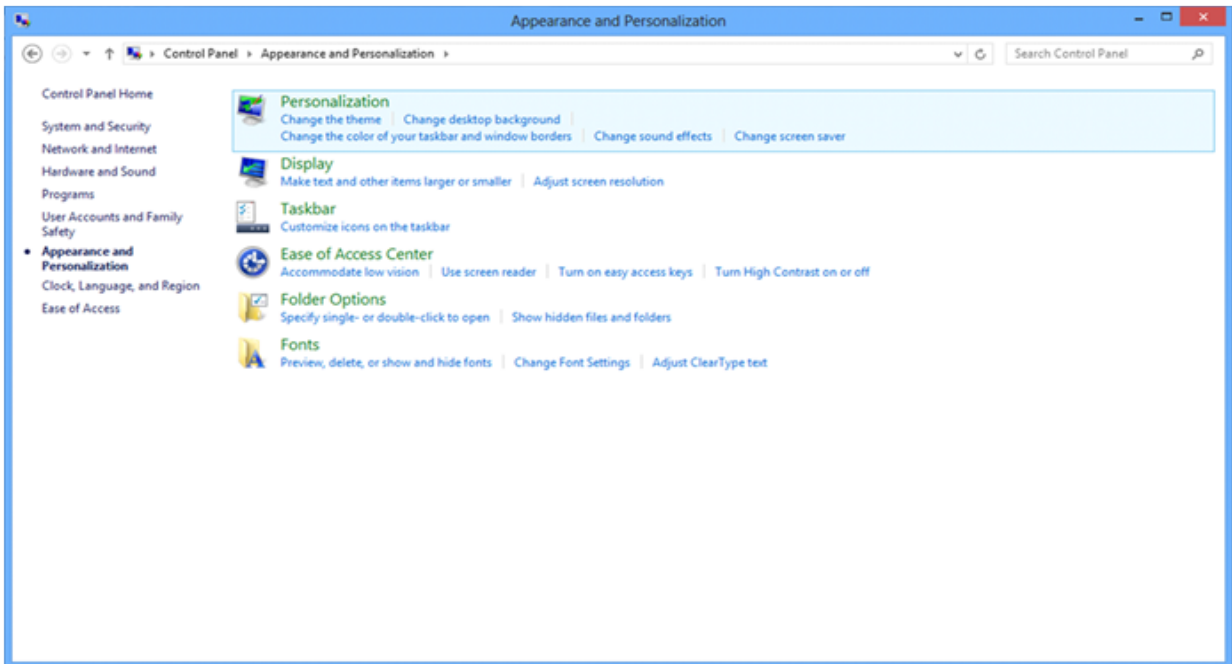 Appearance and Personalization
Control Panel Appearance and Personalization
Search Control Panel
Control Panel Home
System and Security
Network and Internet
Hardware and Sound
Programs
User Accounts and Family
Safety
Appearance and
Personalization
Clock, Language, and Region
Ease of Access
Personalization
Change the theme Change desktop background
Change the color of your taskbar and window borders Change sound effects Change screen saver
Display
Make text and other items larger or smaller Adjust screen resolution
Taskbar
Customize icons on the taskbar
Ease of Access Center
Accommodate low vision Use screen reader Turn on easy access keys Turn High Contrast on or off
Folder Options
Specify single- or double-click to open Show hidden files and folders
Fonts
Preview, delete, or show and hide fonts Change Font Settings Adjust ClearType text